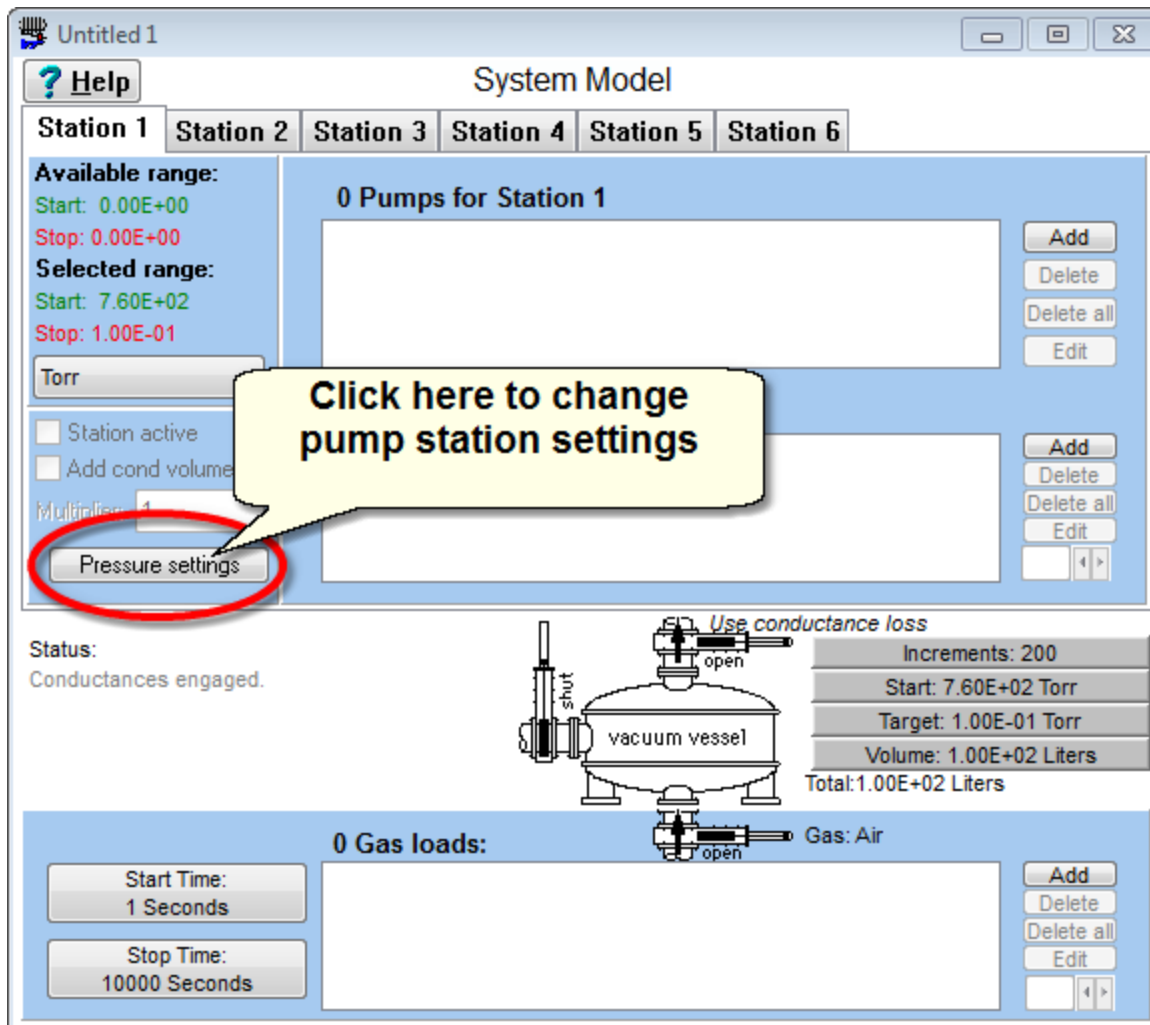 Untitled 1
? Help
System Model
Station 1
Station 2
Station 3
Station 4
Station 5
Station 6
Available range:
Start: 0.00E+00
Stop: 0.00E+00
Selected range:
Start: 7.60E+02
Stop: 1.00E-01
Torr
0 Pumps for Station 1
Add
Delete
Delete all
Edit
Click here to change
pump station settings
Station active
Add cond volume
Multiplier: 1
Pressure settings
Add
Delete
Delete all
Edit
Status:
Conductances engaged.
shut
open
vacuum vessel
open
Use conductance loss
Increments: 200
Start: 7.60E+02 Torr
Target: 1.00E-01 Torr
Volume: 1.00E+02 Liters
Total:1.00E+02 Liters
Gas: Air
0 Gas loads:
Start Time:
1 Seconds
Stop Time:
10000 Seconds
Add
Delete
Delete all
Edit